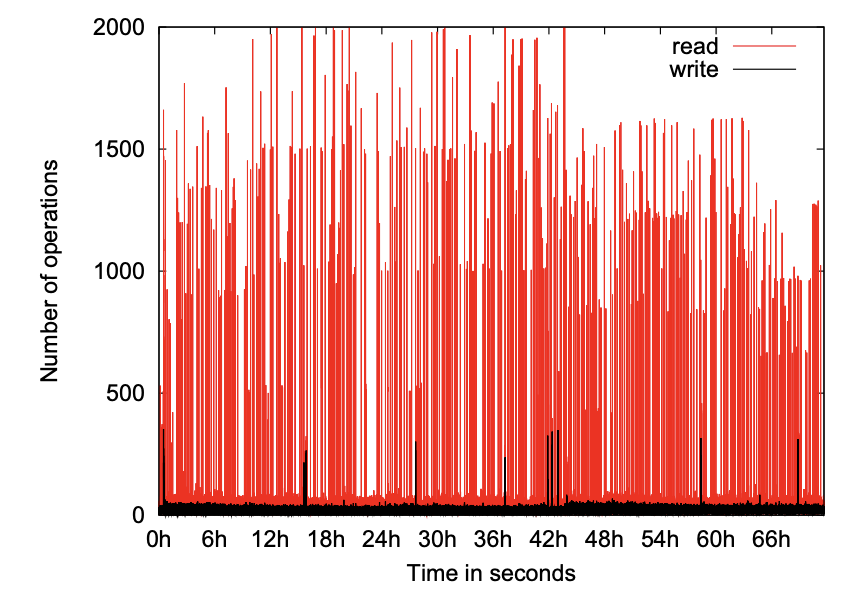 2000
1500
1000
500
0
Number of operations
read
write
0h 6h 12h 18h 24h 30h 36h 42h 48h 54h 60h 66h
Time in seconds